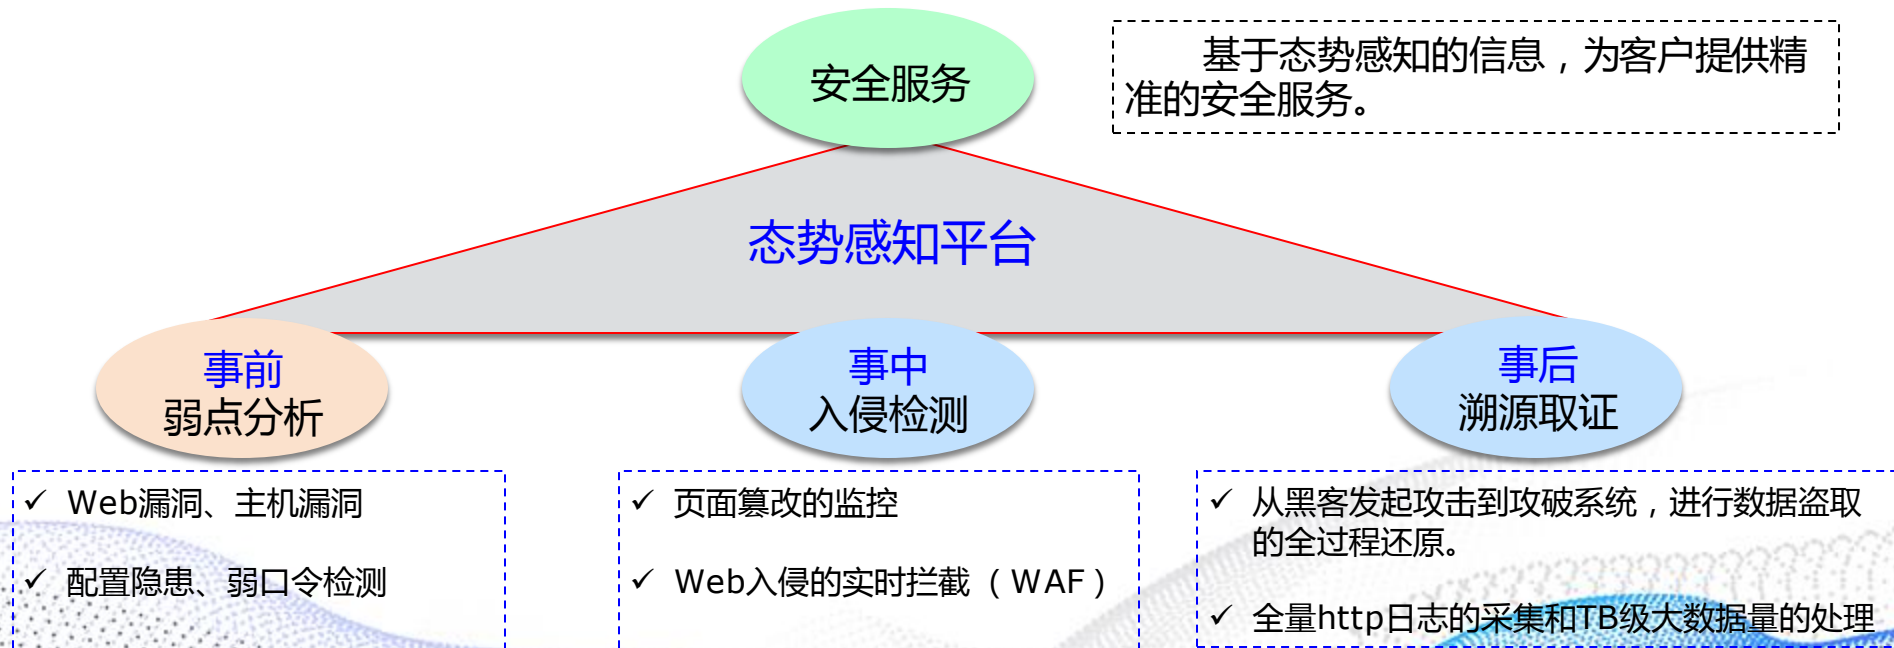 安全服务
基于态势感知的信息，为客户提供精
准的安全服务。
态势感知平台
事前
弱点分析
事中
入侵检测
事后
溯源取证
✓ Web漏洞、主机漏洞
✓ 配置隐患、弱口令检测
✓ 页面篡改的监控
✓ Web入侵的实时拦截（WAF）
✓ 从黑客发起攻击到攻破系统，进行数据盗取
的全过程还原。
✓ 全量http日志的采集和TB级大数据量的处理